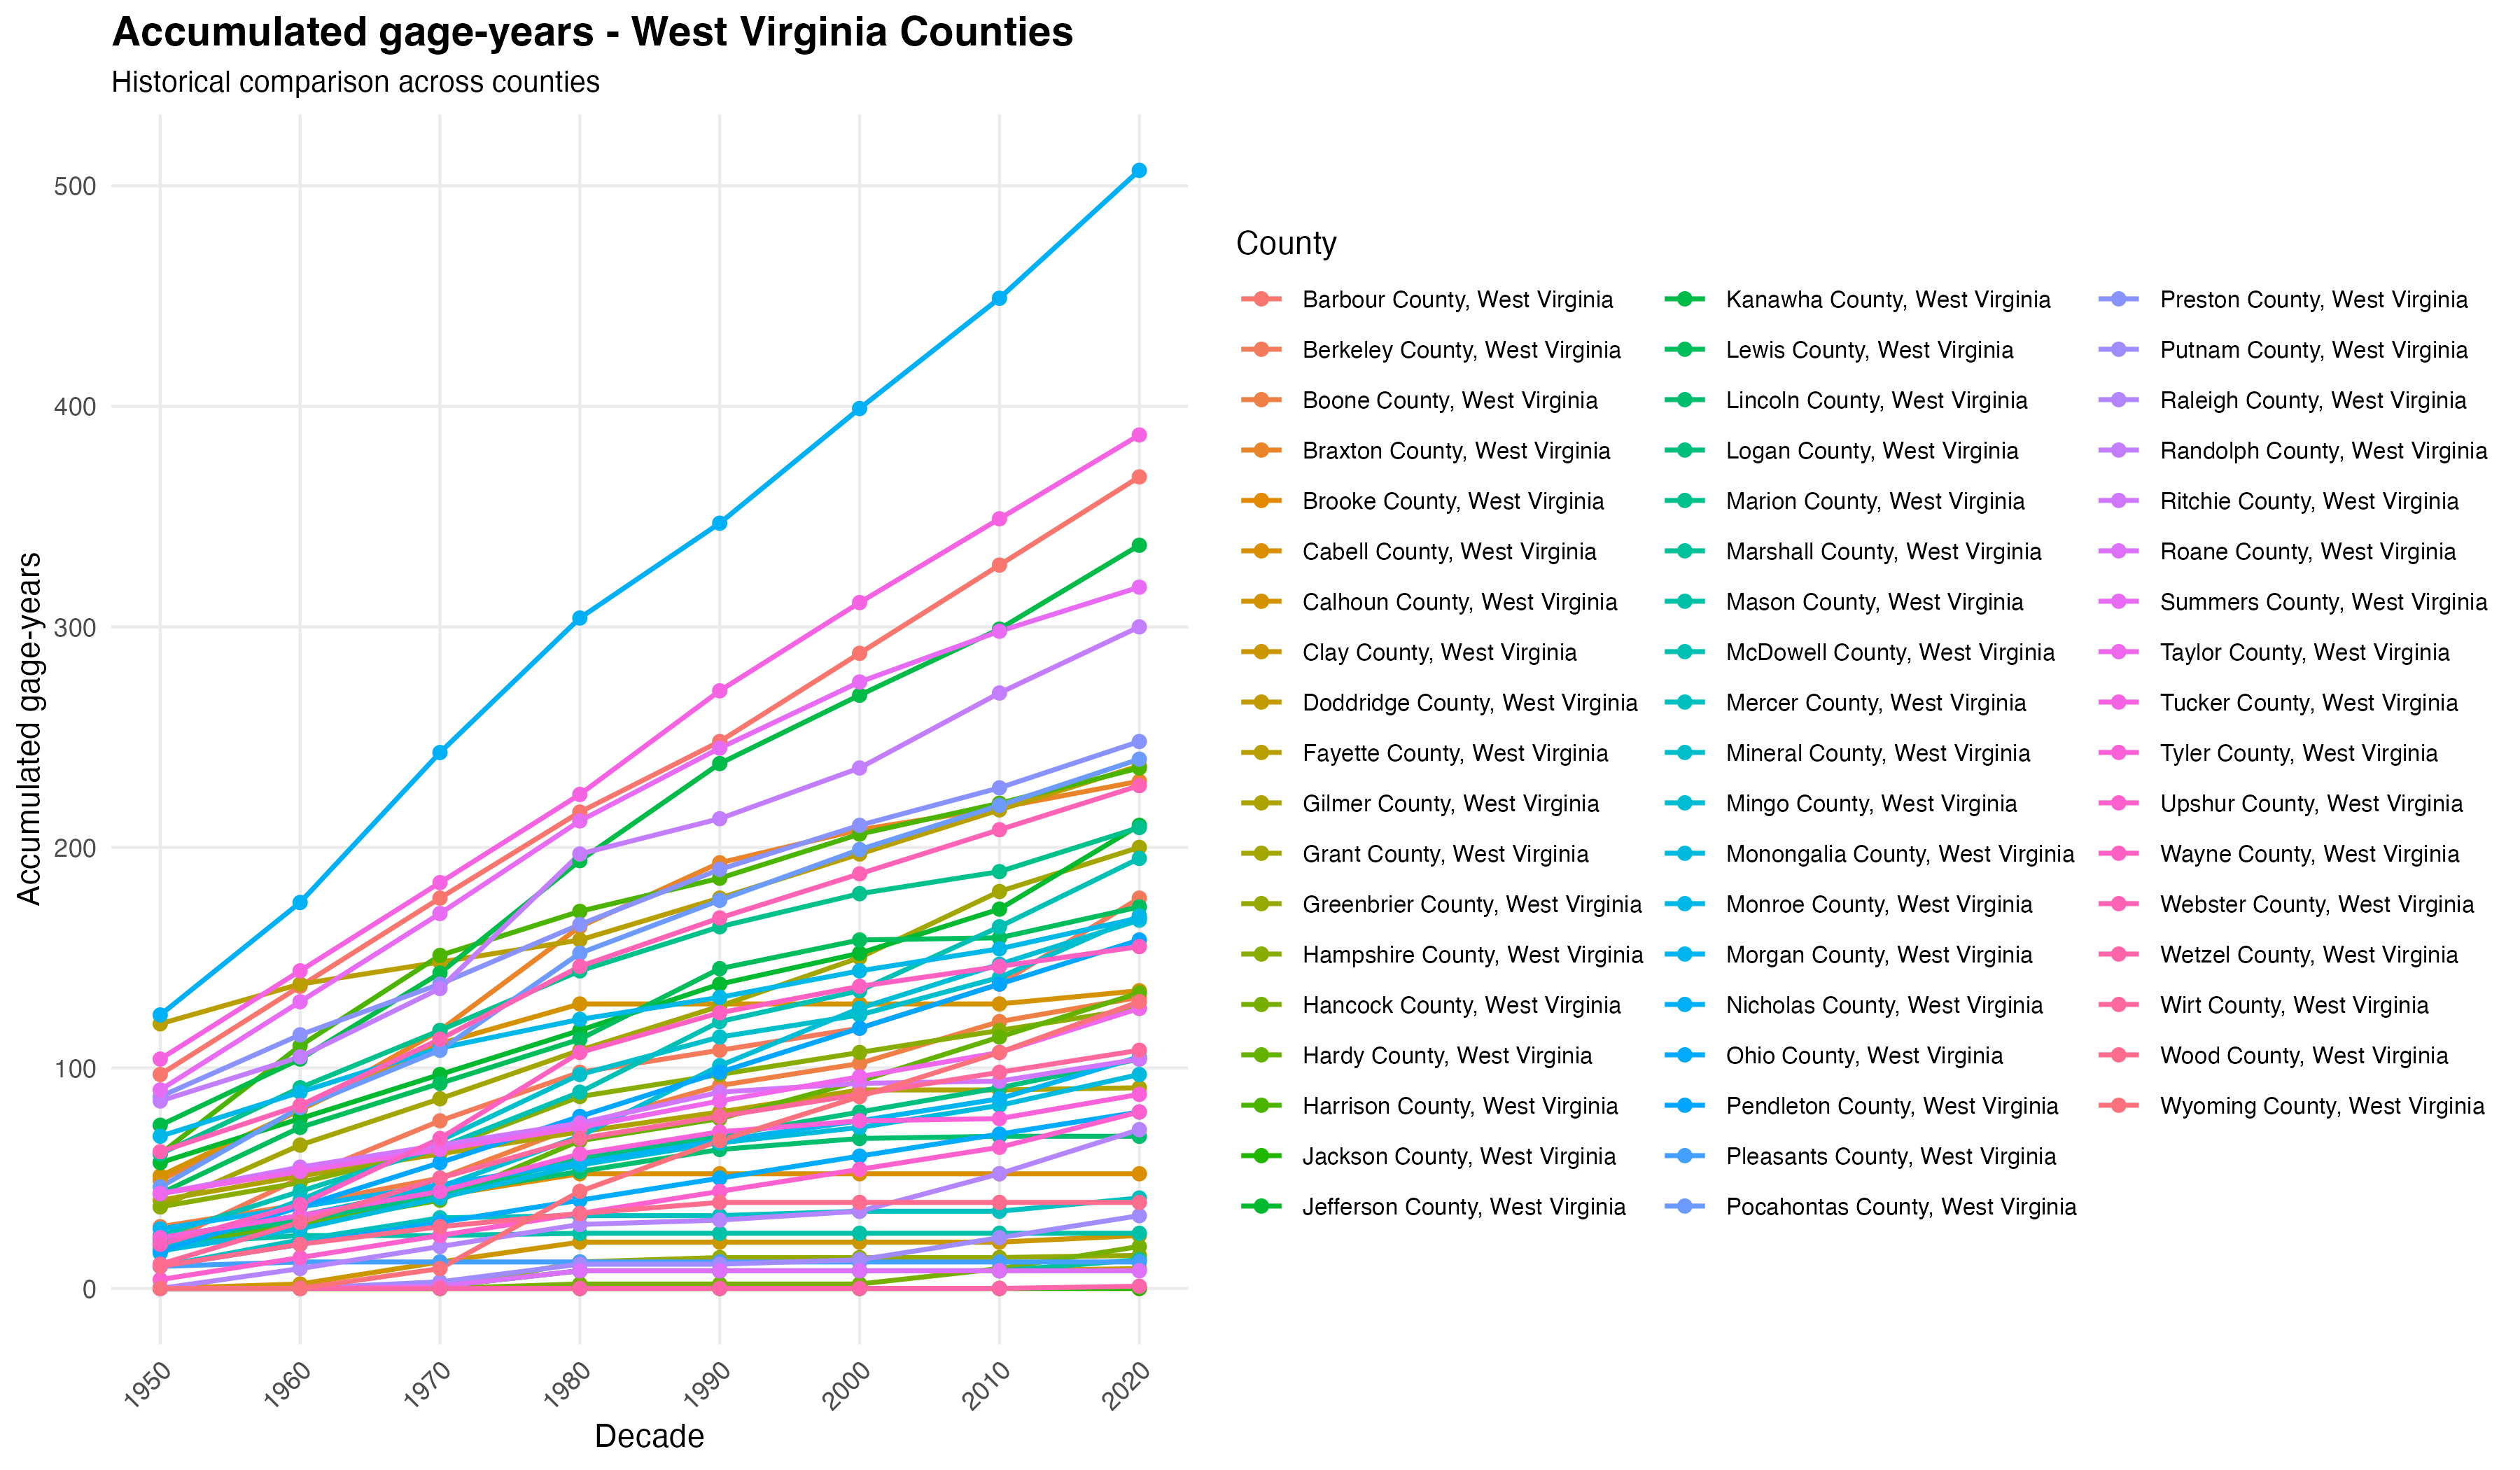 Accumulated gage-years - West Virginia Counties
Historical comparison across counties
Accumulated gage-years
500
400
300
200
100
0
1950
1960
1970
1980
1990
2000
2010
2020
Decade
County
Barbour County, West Virginia
Berkeley County, West Virginia
Boone County, West Virginia
Braxton County, West Virginia
Brooke County, West Virginia
Cabell County, West Virginia
Calhoun County, West Virginia
Clay County, West Virginia
Doddridge County, West Virginia
Fayette County, West Virginia
Gilmer County, West Virginia
Grant County, West Virginia
Greenbrier County, West Virginia
Hampshire County, West Virginia
Hancock County, West Virginia
Hardy County, West Virginia
Harrison County, West Virginia
Jackson County, West Virginia
Jefferson County, West Virginia
Kanawha County, West Virginia
Lewis County, West Virginia
Lincoln County, West Virginia
Logan County, West Virginia
Marion County, West Virginia
Marshall County, West Virginia
Mason County, West Virginia
McDowell County, West Virginia
Mercer County, West Virginia
Mineral County, West Virginia
Mingo County, West Virginia
Monongalia County, West Virginia
Monroe County, West Virginia
Morgan County, West Virginia
Nicholas County, West Virginia
Ohio County, West Virginia
Pendleton County, West Virginia
Pleasants County, West Virginia
Pocahontas County, West Virginia
Preston County, West Virginia
Putnam County, West Virginia
Raleigh County, West Virginia
Randolph County, West Virginia
Ritchie County, West Virginia
Roane County, West Virginia
Summers County, West Virginia
Taylor County, West Virginia
Tucker County, West Virginia
Tyler County, West Virginia
Upshur County, West Virginia
Wayne County, West Virginia
Webster County, West Virginia
Wetzel County, West Virginia
Wirt County, West Virginia
Wood County, West Virginia
Wyoming County, West Virginia